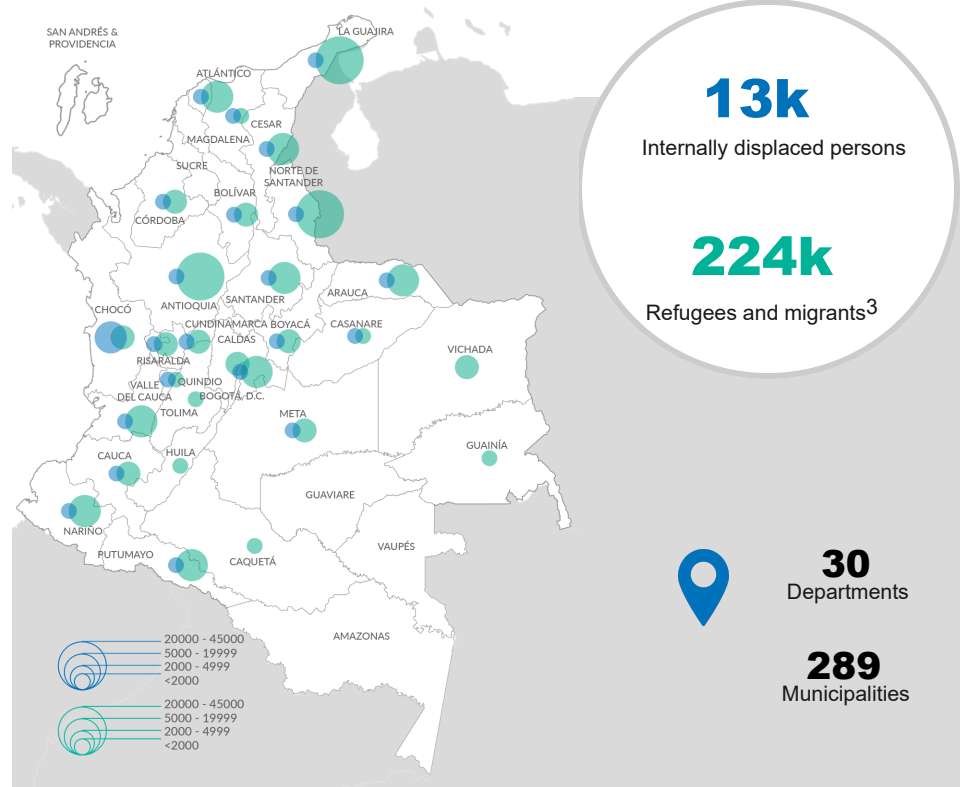 SAN ANDRÉS &
PROVIDENCIA
LA GUAJIRA
ATLÁNTICO
CESAR
MAGDALENA
SUCRE
NORTE DE
SANTANDER
BOLÍVAR
CÓRDOBA
ARAUCA
SANTANDER
ANTIOQUIA
CHOCÓ
CUNDINAMARCA
BOYACÁ
CASANARE
CALDAS
VICHADA
RISARALDA
VALLE
DEL CAUCA
QUINDIO
BOGOTÁ, D.C.
TOLIMA
META
GUAINÍA
CAUCA
HUILA
GUAVIARE
NARIÑO
PUTUMAYO
CAQUETÁ
VAUPÉS
AMAZONAS
20000 - 45000
5000 - 19999
2000 - 4999
<2000
20000 - 45000
5000 - 19999
2000 - 4999
<2000
13k
Internally displaced persons
224k
Refugees and migrants3
30
Departments
289
Municipalities